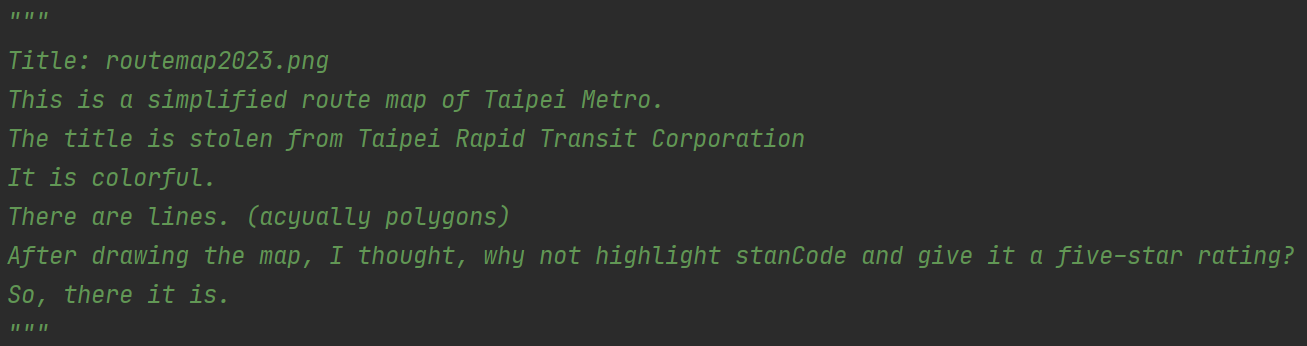 """
Title: routemap2023.png
This is a simplified route map of Taipei Metro.
The title is stolen from Taipei Rapid Transit Corporation
It is colorful.
There are lines. (acyually polygons)
After drawing the map, I thought, why not highlight stanCode and give it a five-star rating?
So, there it is.
"""